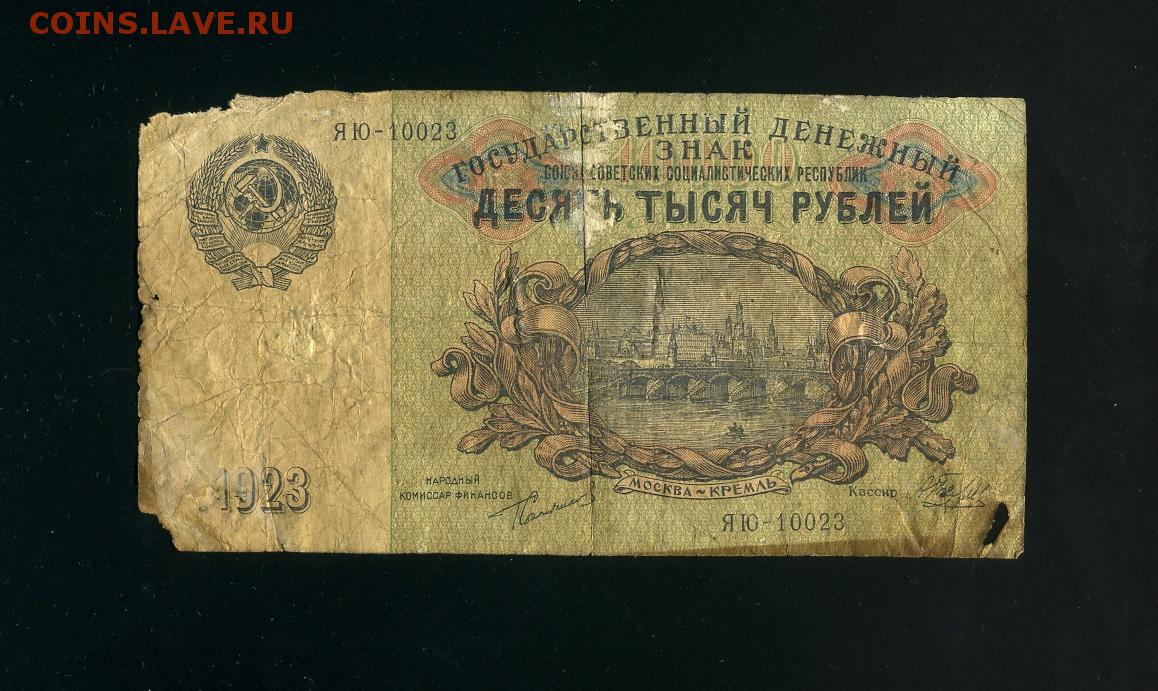 COINS.LAVE.RU
ЯЮ-10023
ГОСУДАРСТВЕННЫЙ ДЕНЕЖНЫЙ
ЗНАК
СОЮЗА СОВЕТСКИХ СОЦИАЛИСТИЧЕСКИХ РЕСПУБЛИК
ДЕСЯТЬ ТЫСЯЧ РУБЛЕЙ
1923
НАРОДНЫЙ
КОМИССАР ФИНАНСОВ
МОСКВА~КРЕМЛЬ
Кассир
ЯЮ-10023